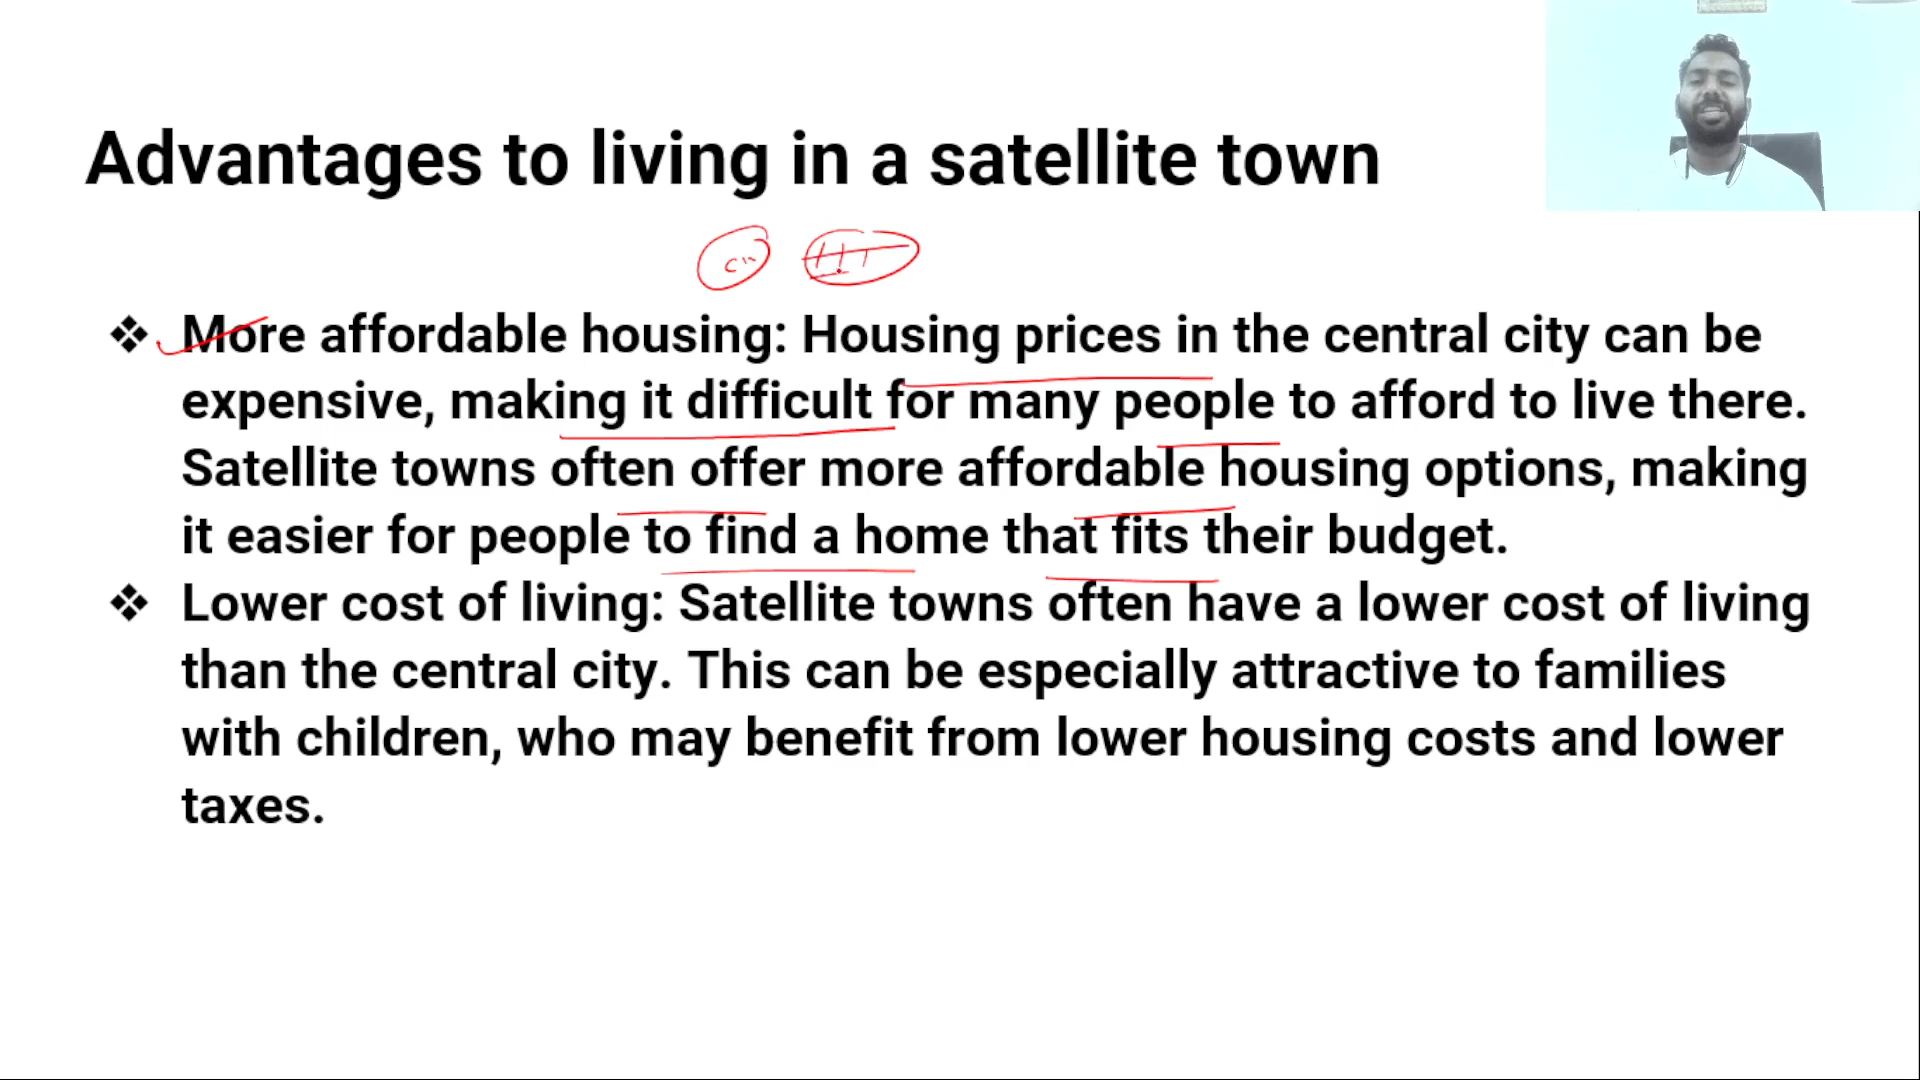 Advantages to living in a satellite town
❖ More affordable housing: Housing prices in the central city can be
expensive, making it difficult for many people to afford to live there.
Satellite towns often offer more affordable housing options, making
it easier for people to find a home that fits their budget.
❖ Lower cost of living: Satellite towns often have a lower cost of living
than the central city. This can be especially attractive to families
with children, who may benefit from lower housing costs and lower
taxes.